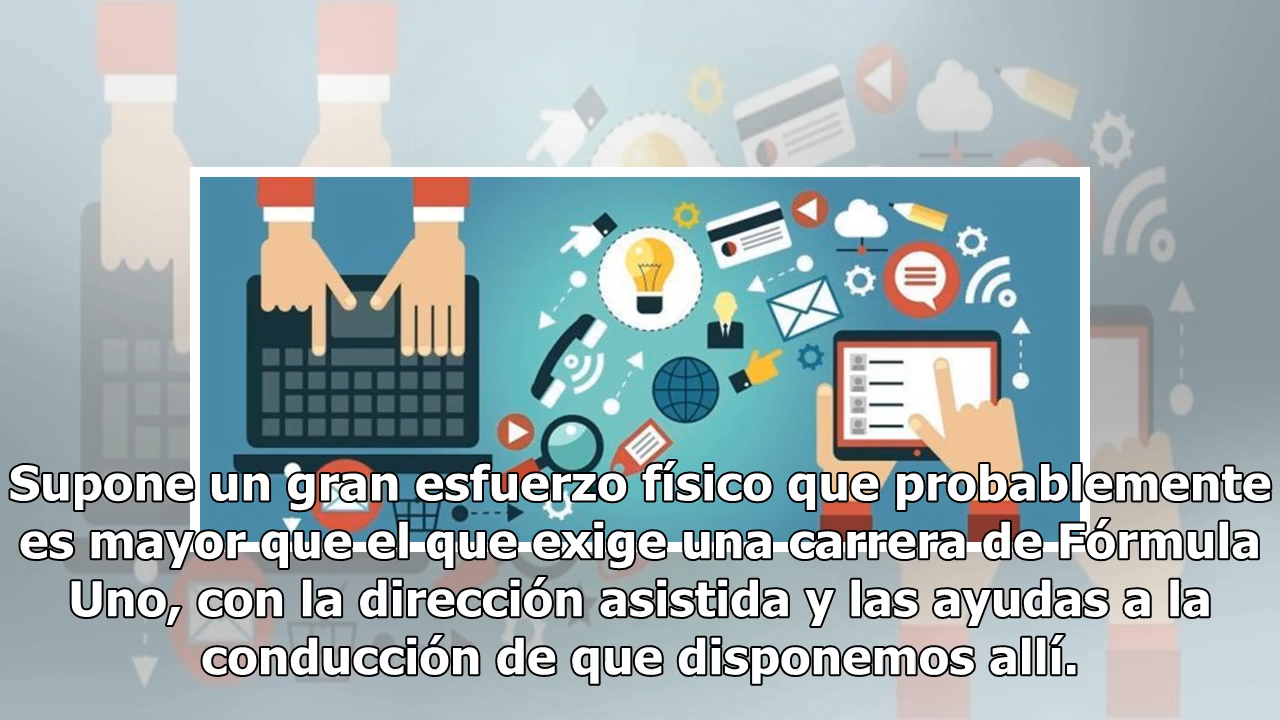 Supone un gran esfuerzo físico que probablemente
es mayor que el que exige una carrera de Fórmula
Uno, con la dirección asistida y las ayudas a la
conducción de que disponemos allí.